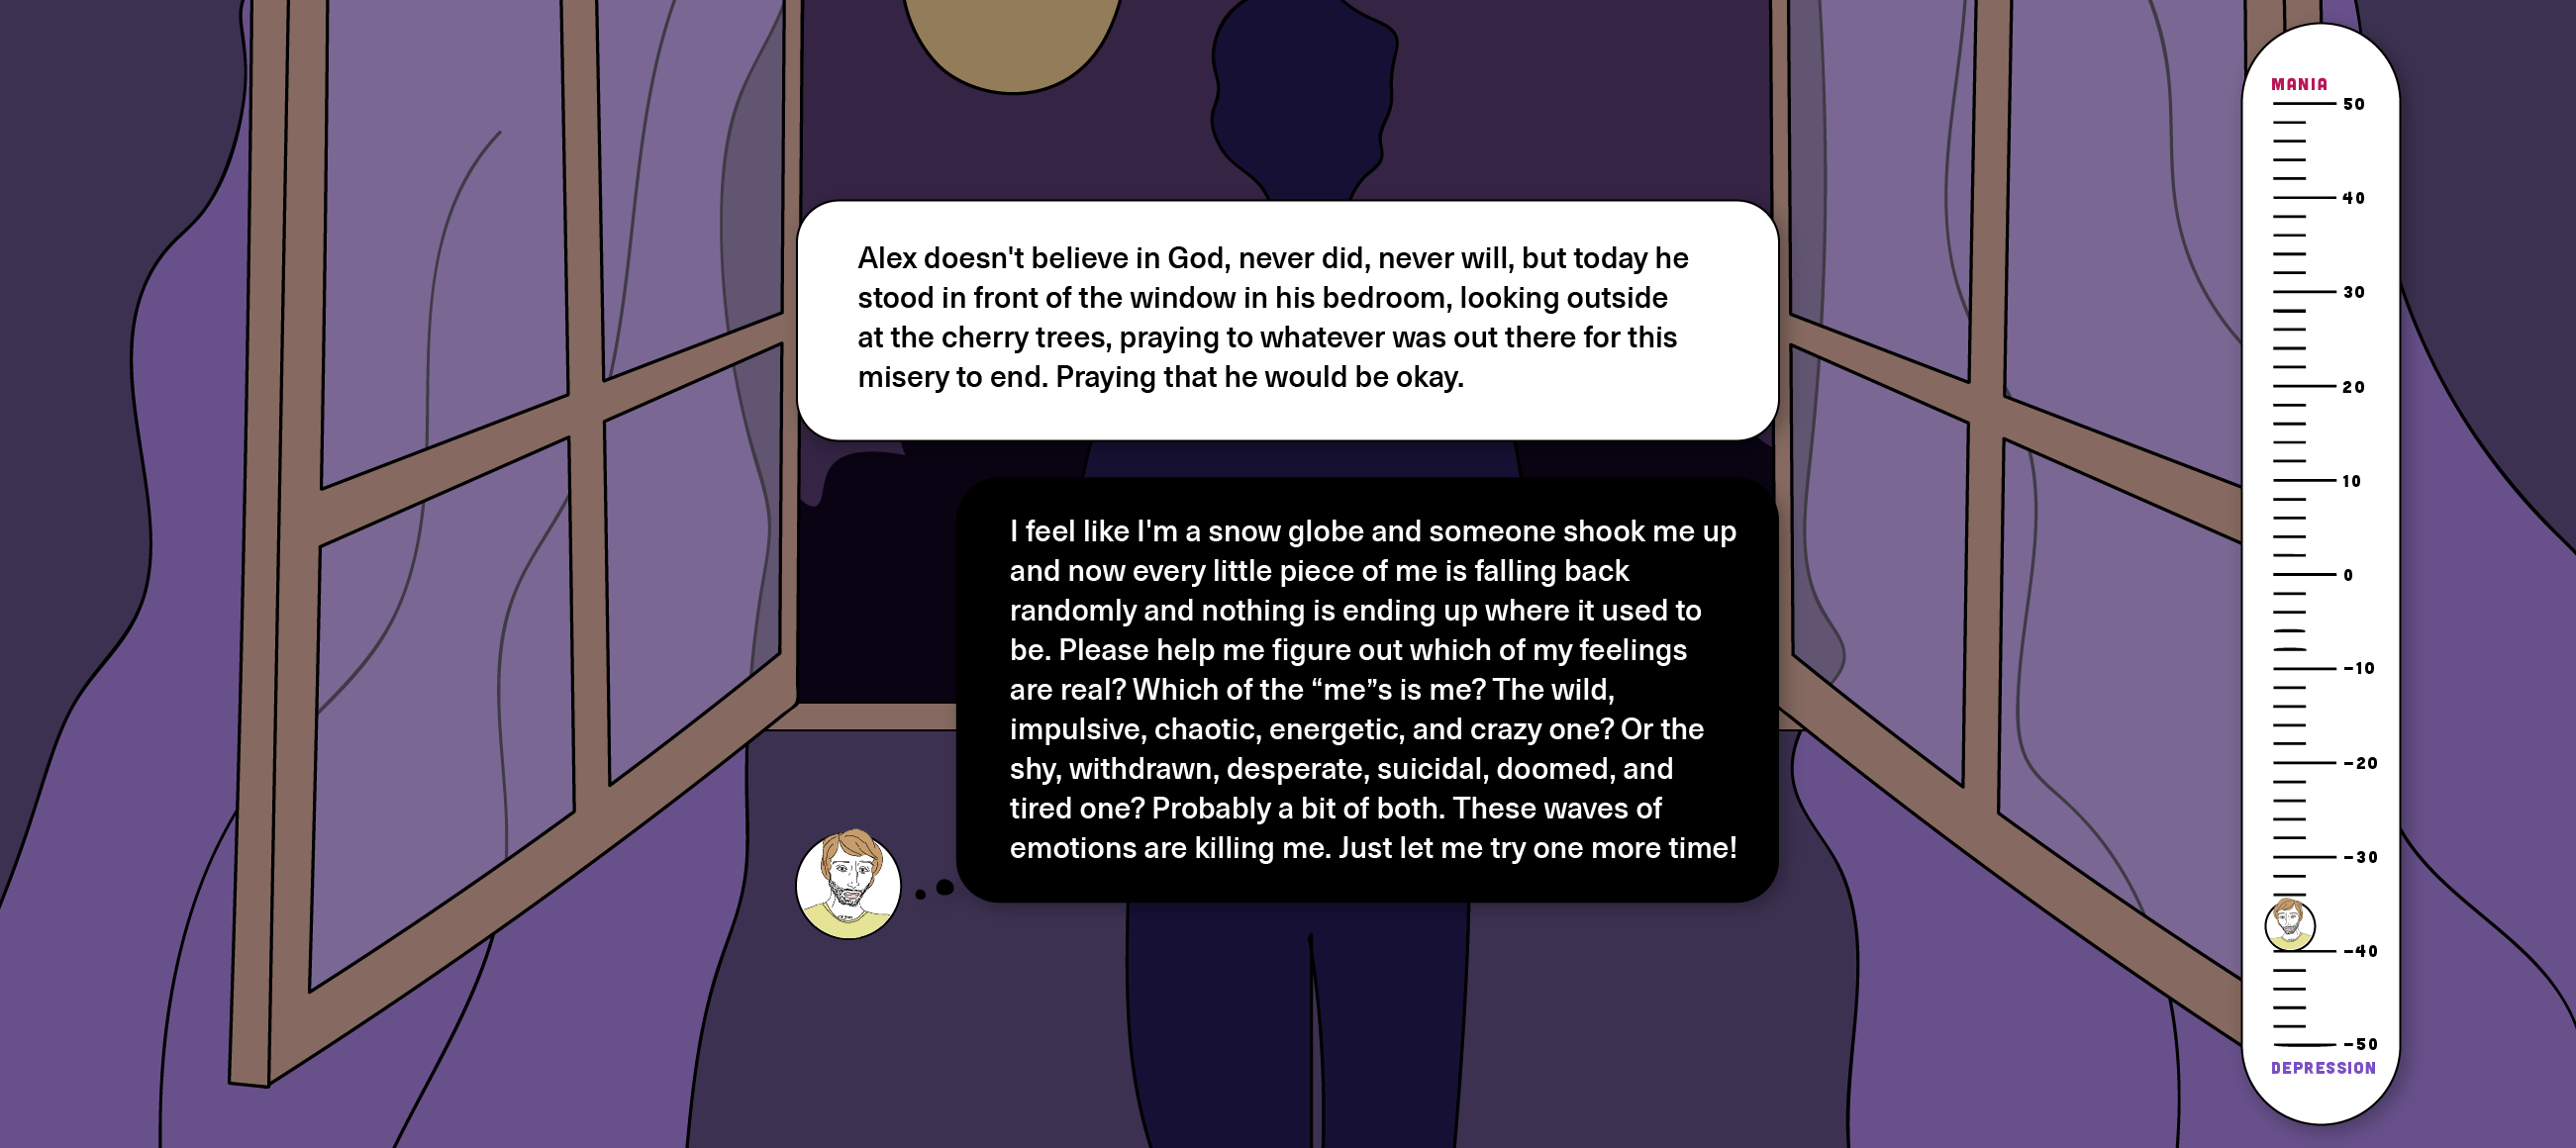 Alex doesn't believe in God, never did, never will, but today he
stood in front of the window in his bedroom, looking outside
at the cherry trees, praying to whatever was out there for this
misery to end. Praying that he would be okay.
I feel like I'm a snow globe and someone shook me up
and now every little piece of me is falling back
randomly and nothing is ending up where it used to
be. Please help me figure out which of my feelings
are real? Which of the “me”s is me? The wild,
impulsive, chaotic, energetic, and crazy one? Or the
shy, withdrawn, desperate, suicidal, doomed, and
tired one? Probably a bit of both. These waves of
emotions are killing me. Just let me try one more time!
MANIA
50
40
30
20
10
0
-10
-20
-30
-40
-50
DEPRESSION